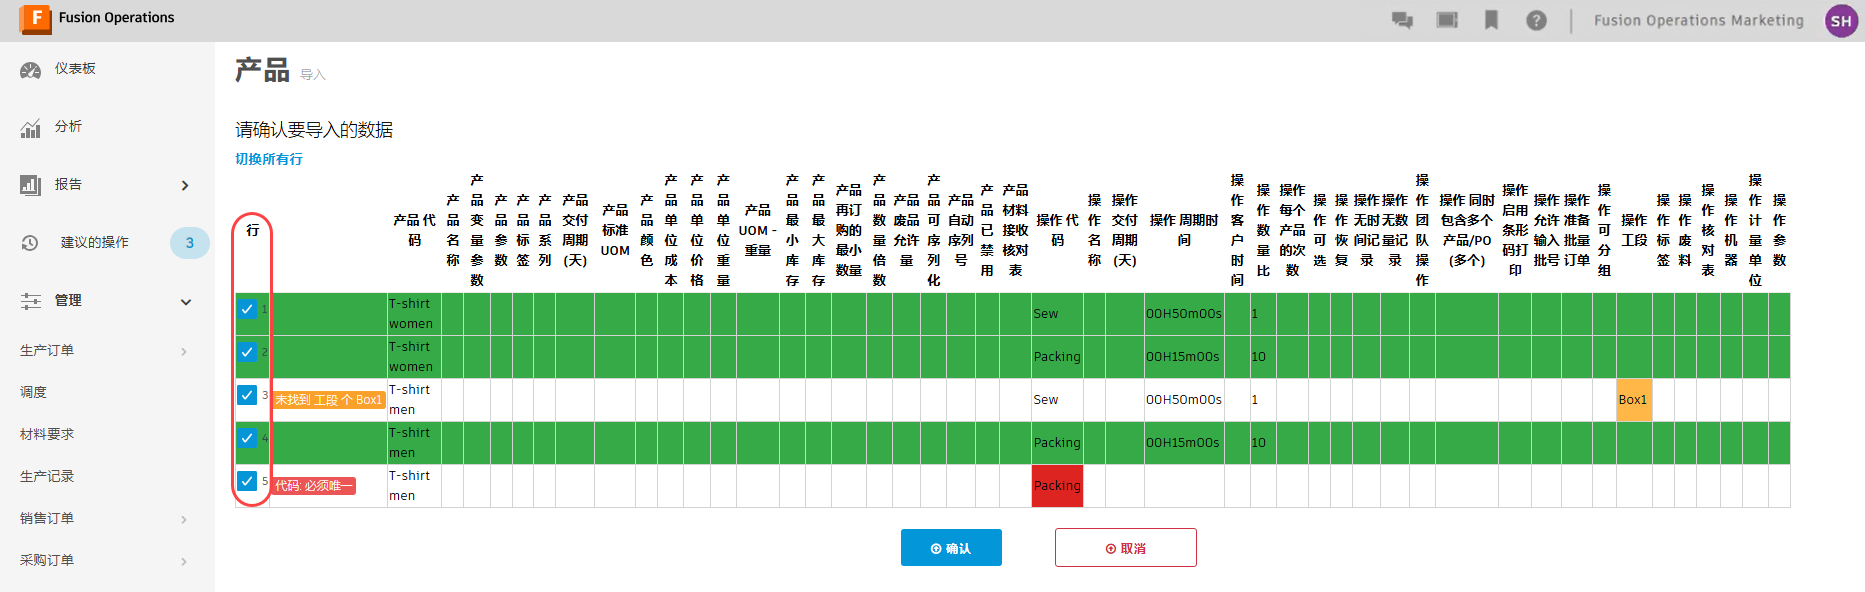 F Fusion Operations
Fusion Operations Marketing SH
仪表板
分析
报告
建议的操作 3
管理
生产订单
调度
材料要求
生产记录
销售订单
采购订单
产品 导入
请确认要导入的数据
切换所有行
行 产品 代码 产品名称 产品变量参数 产品参数 产品标签 产品系列 产品交付周期(天) 产品标准UOM 产品颜色 产品单位成本 产品单位价格 产品单位重量 产品UOM - 重量 产品最小库存 产品最大库存 产品再订购的最小数量 产品数量倍数 产品废品允许量 产品可序列化 产品自动序列号 产品已禁用 产品材料接收核对表 操作 代码 操作名称 操作交付周期(天) 操作 周期时间 操作客户时间 操作数量比 操作每个产品的次数 操作可选 操作恢复 操作无时间记录 操作无数量记录 操作团队操作 操作 同时包含多个产品/PO(多个) 操作启用条形码打印 操作允许输入批号 操作准备批量订单 操作可分组 操作工段 操作标签 操作废料 操作核对表 操作机器 操作计量单位 操作参数
1 T-shirt women Sew 00H50m00s 1
2 T-shirt women Packing 00H15m00s 10
3 未找到 工段 个 Box1 T-shirt men Sew 00H50m00s 1 Box1
4 T-shirt men Packing 00H15m00s 10
5 代码: 必须唯一 T-shirt men Packing
确认 取消